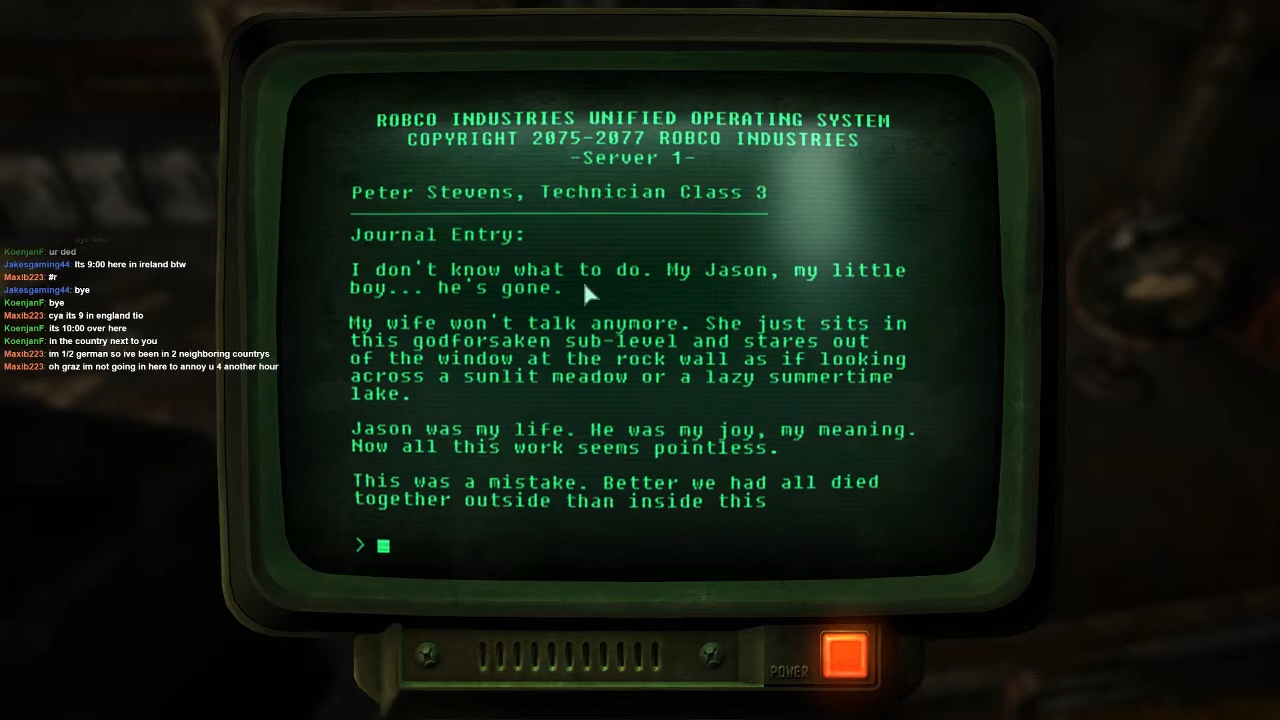 ROBCO INDUSTRIES UNIFIED OPERATING SYSTEM
COPYRIGHT 2075-2077 ROBCO INDUSTRIES
-Server 1-
Peter Stevens, Technician Class 3
Journal Entry:
I don't know what to do. My Jason, my little
boy... he's gone.
My wife won't talk anymore. She just sits in
this godforsaken sub-level and stares out
of the window at the rock wall as if looking
across a sunlit meadow or a lazy summertime
lake.
Jason was my life. He was my joy, my meaning.
Now all this work seems pointless.
This was a mistake. Better we had all died
together outside than inside this
>
POWER
KoenjanF: ur ded
Jakesgaming44: Its 9:00 here in ireland btw
Maxib223: #r
Jakesgaming44: bye
KoenjanF: bye
Maxib223: cya its 9 in england tio
KoenjanF: its 10:00 over here
KoenjanF: in the country next to you
Maxib223: im 1/2 german so ive been in 2 neighboring countrys
Maxib223: oh graz im not going in here to annoy u 4 another hour